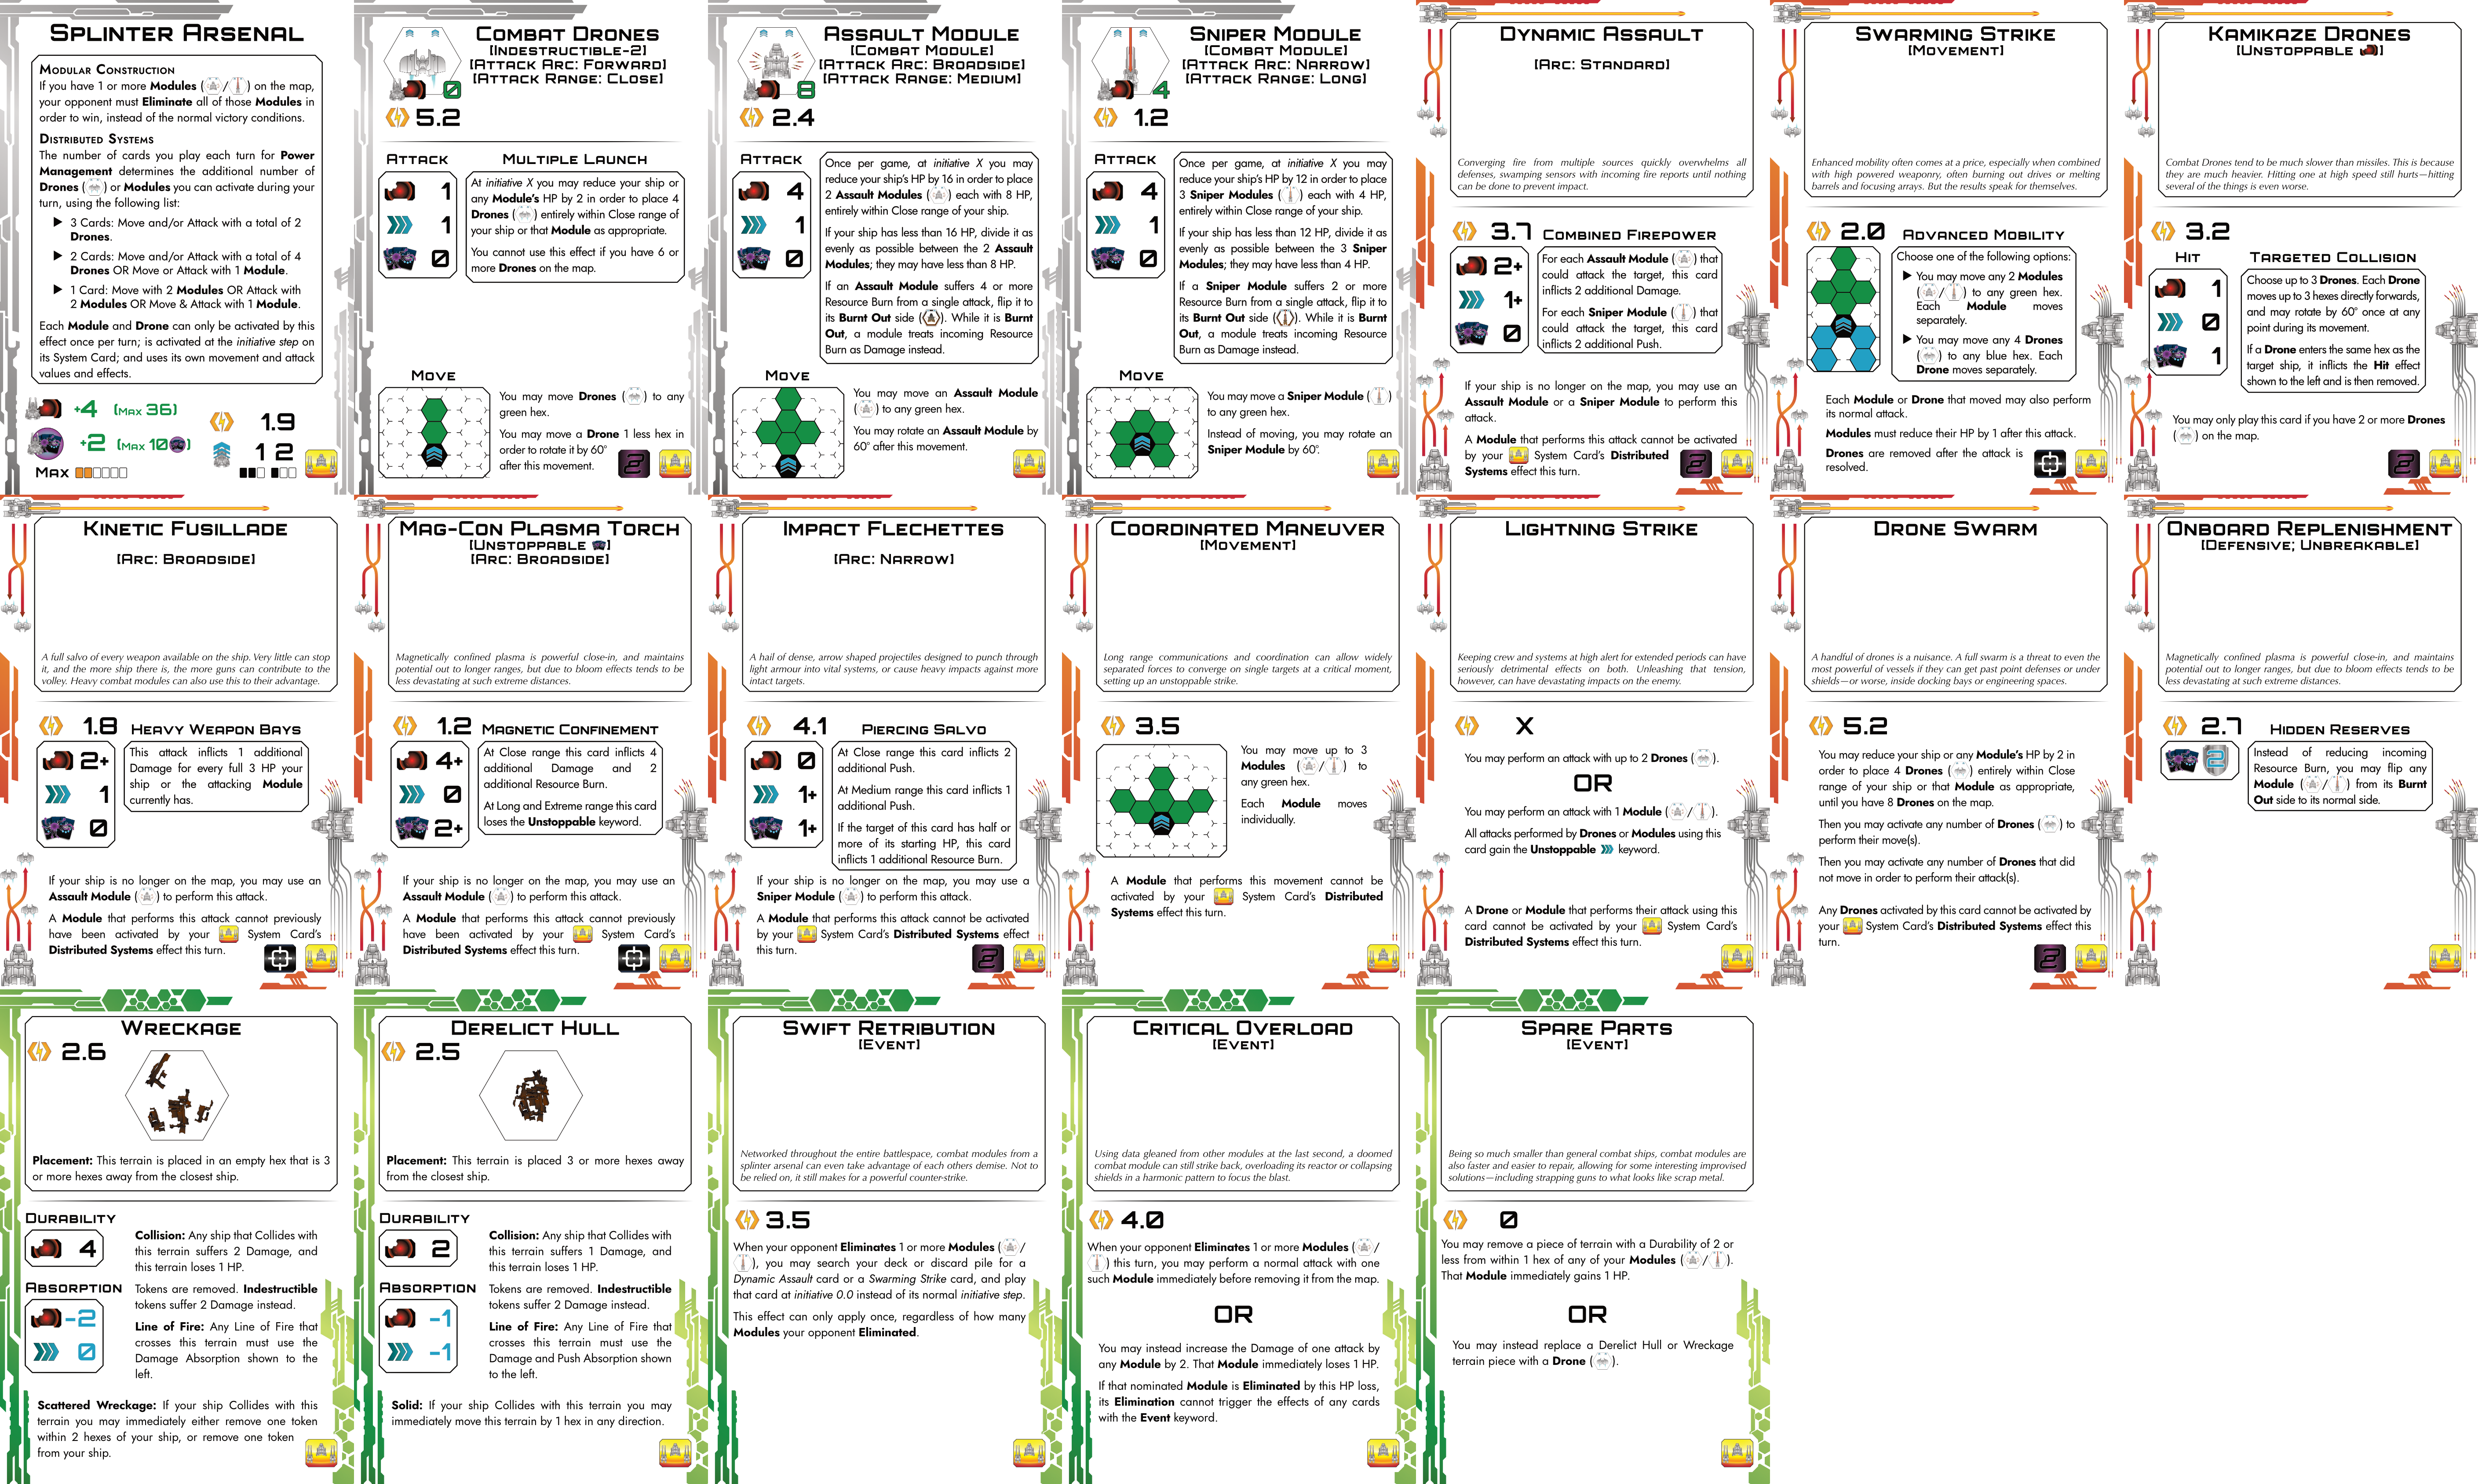 SPLINTER ARSENAL
MODULAR CONSTRUCTION
If you have 1 or more Modules ( / ) on the map,
your opponent must Eliminate all of those Modules in
order to win, instead of the normal victory conditions.
DISTRIBUTED SYSTEMS
The number of cards you play each turn for Power
Management determines the additional number of
Drones ( ) or Modules you can activate during your
turn, using the following list:
3 Cards: Move and/or Attack with a total of 2
Drones.
2 Cards: Move and/or Attack with a total of 4
Drones OR Move or Attack with 1 Module.
1 Card: Move with 2 Modules OR Attack with
2 Modules OR Move & Attack with 1 Module.
Each Module and Drone can only be activated by this
effect once per turn; is activated at the initiative step on
its System Card; and uses its own movement and attack
values and effects.
+4 (MAX 36)
+2 (MAX 10 )
MAX
1.9
1 2
COMBAT DRONES
[INDESTRUCTIBLE-2]
[ATTACK ARC: FORWARD]
[ATTACK RANGE: CLOSE]
0
5.2
ATTACK
1
1
0
MULTIPLE LAUNCH
At initiative X you may reduce your ship or
any Module's HP by 2 in order to place 4
Drones ( ) entirely within Close range of
your ship or that Module as appropriate.
You cannot use this effect if you have 6 or
more Drones on the map.
MOVE
You may move Drones ( ) to any
green hex.
You may move a Drone 1 less hex in
order to rotate it by 60°
after this movement.
2
ASSAULT MODULE
[COMBAT MODULE]
[ATTACK ARC: BROADSIDE]
[ATTACK RANGE: MEDIUM]
8
2.4
ATTACK
4
1
0
Once per game, at initiative X you may
reduce your ship's HP by 16 in order to place
2 Assault Modules ( ) each with 8 HP,
entirely within Close range of your ship.
If your ship has less than 16 HP, divide it as
evenly as possible between the 2 Assault
Modules; they may have less than 8 HP.
If an Assault Module suffers 4 or more
Resource Burn from a single attack, flip it to
its Burnt Out side ( ). While it is Burnt
Out, a module treats incoming Resource
Burn as Damage instead.
MOVE
You may move an Assault Module
( ) to any green hex.
You may rotate an Assault Module by
60° after this movement.
SNIPER MODULE
[COMBAT MODULE]
[ATTACK ARC: NARROW]
[ATTACK RANGE: LONG]
4
1.2
ATTACK
4
1
0
Once per game, at initiative X you may
reduce your ship's HP by 12 in order to place
3 Sniper Modules ( ) each with 4 HP,
entirely within Close range of your ship.
If your ship has less than 12 HP, divide it as
evenly as possible between the 3 Sniper
Modules; they may have less than 4 HP.
If a Sniper Module suffers 2 or more
Resource Burn from a single attack, flip it to
its Burnt Out side ( ). While it is Burnt
Out, a module treats incoming Resource
Burn as Damage instead.
MOVE
You may move a Sniper Module ( )
to any green hex.
Instead of moving, you may rotate an
Sniper Module by 60°.
DYNAMIC ASSAULT
[ARC: STANDARD]
Converging fire from multiple sources quickly overwhelms all
defenses, swamping sensors with incoming fire reports until nothing
can be done to prevent impact.
3.7 COMBINED FIREPOWER
2+
1+
0
For each Assault Module ( ) that
could attack the target, this card
inflicts 2 additional Damage.
For each Sniper Module ( ) that
could attack the target, this card
inflicts 2 additional Push.
If your ship is no longer on the map, you may use an
Assault Module or a Sniper Module to perform this
attack.
A Module that performs this attack cannot be activated
by your System Card's Distributed
Systems effect this turn.
2
SWARMING STRIKE
[MOVEMENT]
Enhanced mobility often comes at a price, especially when combined
with high powered weaponry, often burning out drives or melting
barrels and focusing arrays. But the results speak for themselves.
2.0 ADVANCED MOBILITY
Choose one of the following options:
You may move any 2 Modules
( / ) to any green hex.
Each Module moves
separately.
You may move any 4 Drones
( ) to any blue hex. Each
Drone moves separately.
Each Module or Drone that moved may also perform
its normal attack.
Modules must reduce their HP by 1 after this attack.
Drones are removed after the attack is
resolved.
KAMIKAZE DRONES
[UNSTOPPABLE ]
Combat Drones tend to be much slower than missiles. This is because
they are much heavier. Hitting one at high speed still hurts—hitting
several of the things is even worse.
3.2
HIT
1
0
1
TARGETED COLLISION
Choose up to 3 Drones. Each Drone
moves up to 3 hexes directly forwards,
and may rotate by 60° once at any
point during its movement.
If a Drone enters the same hex as the
target ship, it inflicts the Hit effect
shown to the left and is then removed.
You may only play this card if you have 2 or more Drones
( ) on the map.
2
KINETIC FUSILLADE
[ARC: BROADSIDE]
A full salvo of every weapon available on the ship. Very little can stop
it, and the more ship there is, the more guns can contribute to the
volley. Heavy combat modules can also use this to their advantage.
1.8 HEAVY WEAPON BAYS
2+
1
0
This attack inflicts 1 additional
Damage for every full 3 HP your
ship or the attacking Module
currently has.
If your ship is no longer on the map, you may use an
Assault Module ( ) to perform this attack.
A Module that performs this attack cannot previously
have been activated by your System Card's
Distributed Systems effect this turn.
MAG-CON PLASMA TORCH
[UNSTOPPABLE ]
[ARC: BROADSIDE]
Magnetically confined plasma is powerful close-in, and maintains
potential out to longer ranges, but due to bloom effects tends to be
less devastating at such extreme distances.
1.2 MAGNETIC CONFINEMENT
4+
0
2+
At Close range this card inflicts 4
additional Damage and 2
additional Resource Burn.
At Long and Extreme range this card
loses the Unstoppable keyword.
If your ship is no longer on the map, you may use an
Assault Module ( ) to perform this attack.
A Module that performs this attack cannot previously
have been activated by your System Card's
Distributed Systems effect this turn.
IMPACT FLECHETTES
[ARC: NARROW]
A hail of dense, arrow shaped projectiles designed to punch through
light armour into vital systems, or cause heavy impacts against more
intact targets.
4.1 PIERCING SALVO
0
1+
1+
At Close range this card inflicts 2
additional Push.
At Medium range this card inflicts 1
additional Push.
If the target of this card has half or
more of its starting HP, this card
inflicts 1 additional Resource Burn.
If your ship is no longer on the map, you may use a
Sniper Module ( ) to perform this attack.
A Module that performs this attack cannot be activated
by your System Card's Distributed Systems effect
this turn.
2
COORDINATED MANEUVER
[MOVEMENT]
Long range communications and coordination can allow widely
separated forces to converge on single targets at a critical moment,
setting up an unstoppable strike.
3.5
You may move up to 3
Modules ( / ) to
any green hex.
Each Module moves
individually.
A Module that performs this movement cannot be
activated by your System Card's Distributed
Systems effect this turn.
LIGHTNING STRIKE
Keeping crew and systems at high alert for extended periods can have
seriously detrimental effects on both. Unleashing that tension,
however, can have devastating impacts on the enemy.
X
You may perform an attack with up to 2 Drones ( ).
OR
You may perform an attack with 1 Module ( / ).
All attacks performed by Drones or Modules using this
card gain the Unstoppable keyword.
A Drone or Module that performs their attack using this
card cannot be activated by your System Card's
Distributed Systems effect this turn.
DRONE SWARM
A handful of drones is a nuisance. A full swarm is a threat to even the
most powerful of vessels if they can get past point defenses or under
shields—or worse, inside docking bays or engineering spaces.
5.2
You may reduce your ship or any Module's HP by 2 in
order to place 4 Drones ( ) entirely within Close
range of your ship or that Module as appropriate,
until you have 8 Drones on the map.
Then you may activate any number of Drones ( ) to
perform their move(s).
Then you may activate any number of Drones that did
not move in order to perform their attack(s).
Any Drones activated by this card cannot be activated by
your System Card's Distributed Systems effect this
turn.
2
ONBOARD REPLENISHMENT
[DEFENSIVE; UNBREAKABLE]
Magnetically confined plasma is powerful close-in, and maintains
potential out to longer ranges, but due to bloom effects tends to be
less devastating at such extreme distances.
2.7 HIDDEN RESERVES
2
Instead of reducing incoming
Resource Burn, you may flip any
Module ( / ) from its Burnt
Out side to its normal side.
WRECKAGE
2.6
Placement: This terrain is placed in an empty hex that is 3
or more hexes away from the closest ship.
DURABILITY
4
ABSORPTION
-2
0
Collision: Any ship that Collides with
this terrain suffers 2 Damage, and
this terrain loses 1 HP.
Tokens are removed. Indestructible
tokens suffer 2 Damage instead.
Line of Fire: Any Line of Fire that
crosses this terrain must use the
Damage Absorption shown to the
left.
Scattered Wreckage: If your ship Collides with this
terrain you may immediately either remove one token
within 2 hexes of your ship, or remove one token
from your ship.
DERELICT HULL
2.5
Placement: This terrain is placed 3 or more hexes away
from the closest ship.
DURABILITY
2
ABSORPTION
-1
-1
Collision: Any ship that Collides with
this terrain suffers 1 Damage, and
this terrain loses 1 HP.
Tokens are removed. Indestructible
tokens suffer 2 Damage instead.
Line of Fire: Any Line of Fire that
crosses this terrain must use the
Damage and Push Absorption shown
to the left.
Solid: If your ship Collides with this terrain you may
immediately move this terrain by 1 hex in any direction.
SWIFT RETRIBUTION
[EVENT]
Networked throughout the entire battlespace, combat modules from a
splinter arsenal can even take advantage of each others demise. Not to
be relied on, it still makes for a powerful counter-strike.
3.5
When your opponent Eliminates 1 or more Modules ( /
), you may search your deck or discard pile for a
Dynamic Assault card or a Swarming Strike card, and play
that card at initiative 0.0 instead of its normal initiative step.
This effect can only apply once, regardless of how many
Modules your opponent Eliminated.
CRITICAL OVERLOAD
[EVENT]
Using data gleaned from other modules at the last second, a doomed
combat module can still strike back, overloading its reactor or collapsing
shields in a harmonic pattern to focus the blast.
4.0
When your opponent Eliminates 1 or more Modules ( /
) this turn, you may perform a normal attack with one
such Module immediately before removing it from the map.
OR
You may instead increase the Damage of one attack by
any Module by 2. That Module immediately loses 1 HP.
If that nominated Module is Eliminated by this HP loss,
its Elimination cannot trigger the effects of any cards
with the Event keyword.
SPARE PARTS
[EVENT]
Being so much smaller than general combat ships, combat modules are
also faster and easier to repair, allowing for some interesting improvised
solutions—including strapping guns to what looks like scrap metal.
0
You may remove a piece of terrain with a Durability of 2 or
less from within 1 hex of any of your Modules ( / ).
That Module immediately gains 1 HP.
OR
You may instead replace a Derelict Hull or Wreckage
terrain piece with a Drone ( ).